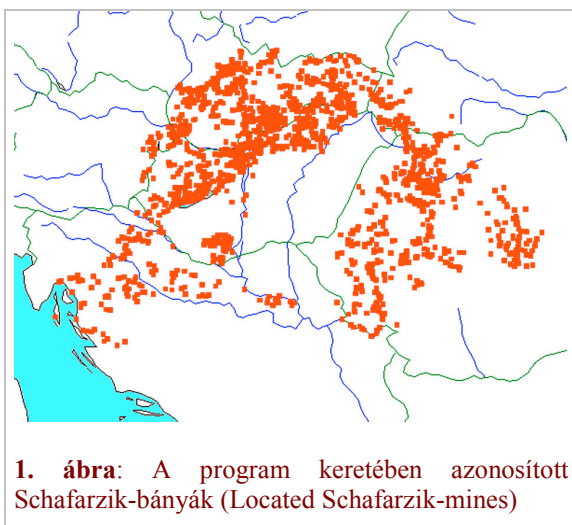 1. ábra: A program keretében azonosított
Schafarzik-bányák (Located Schafarzik-mines)